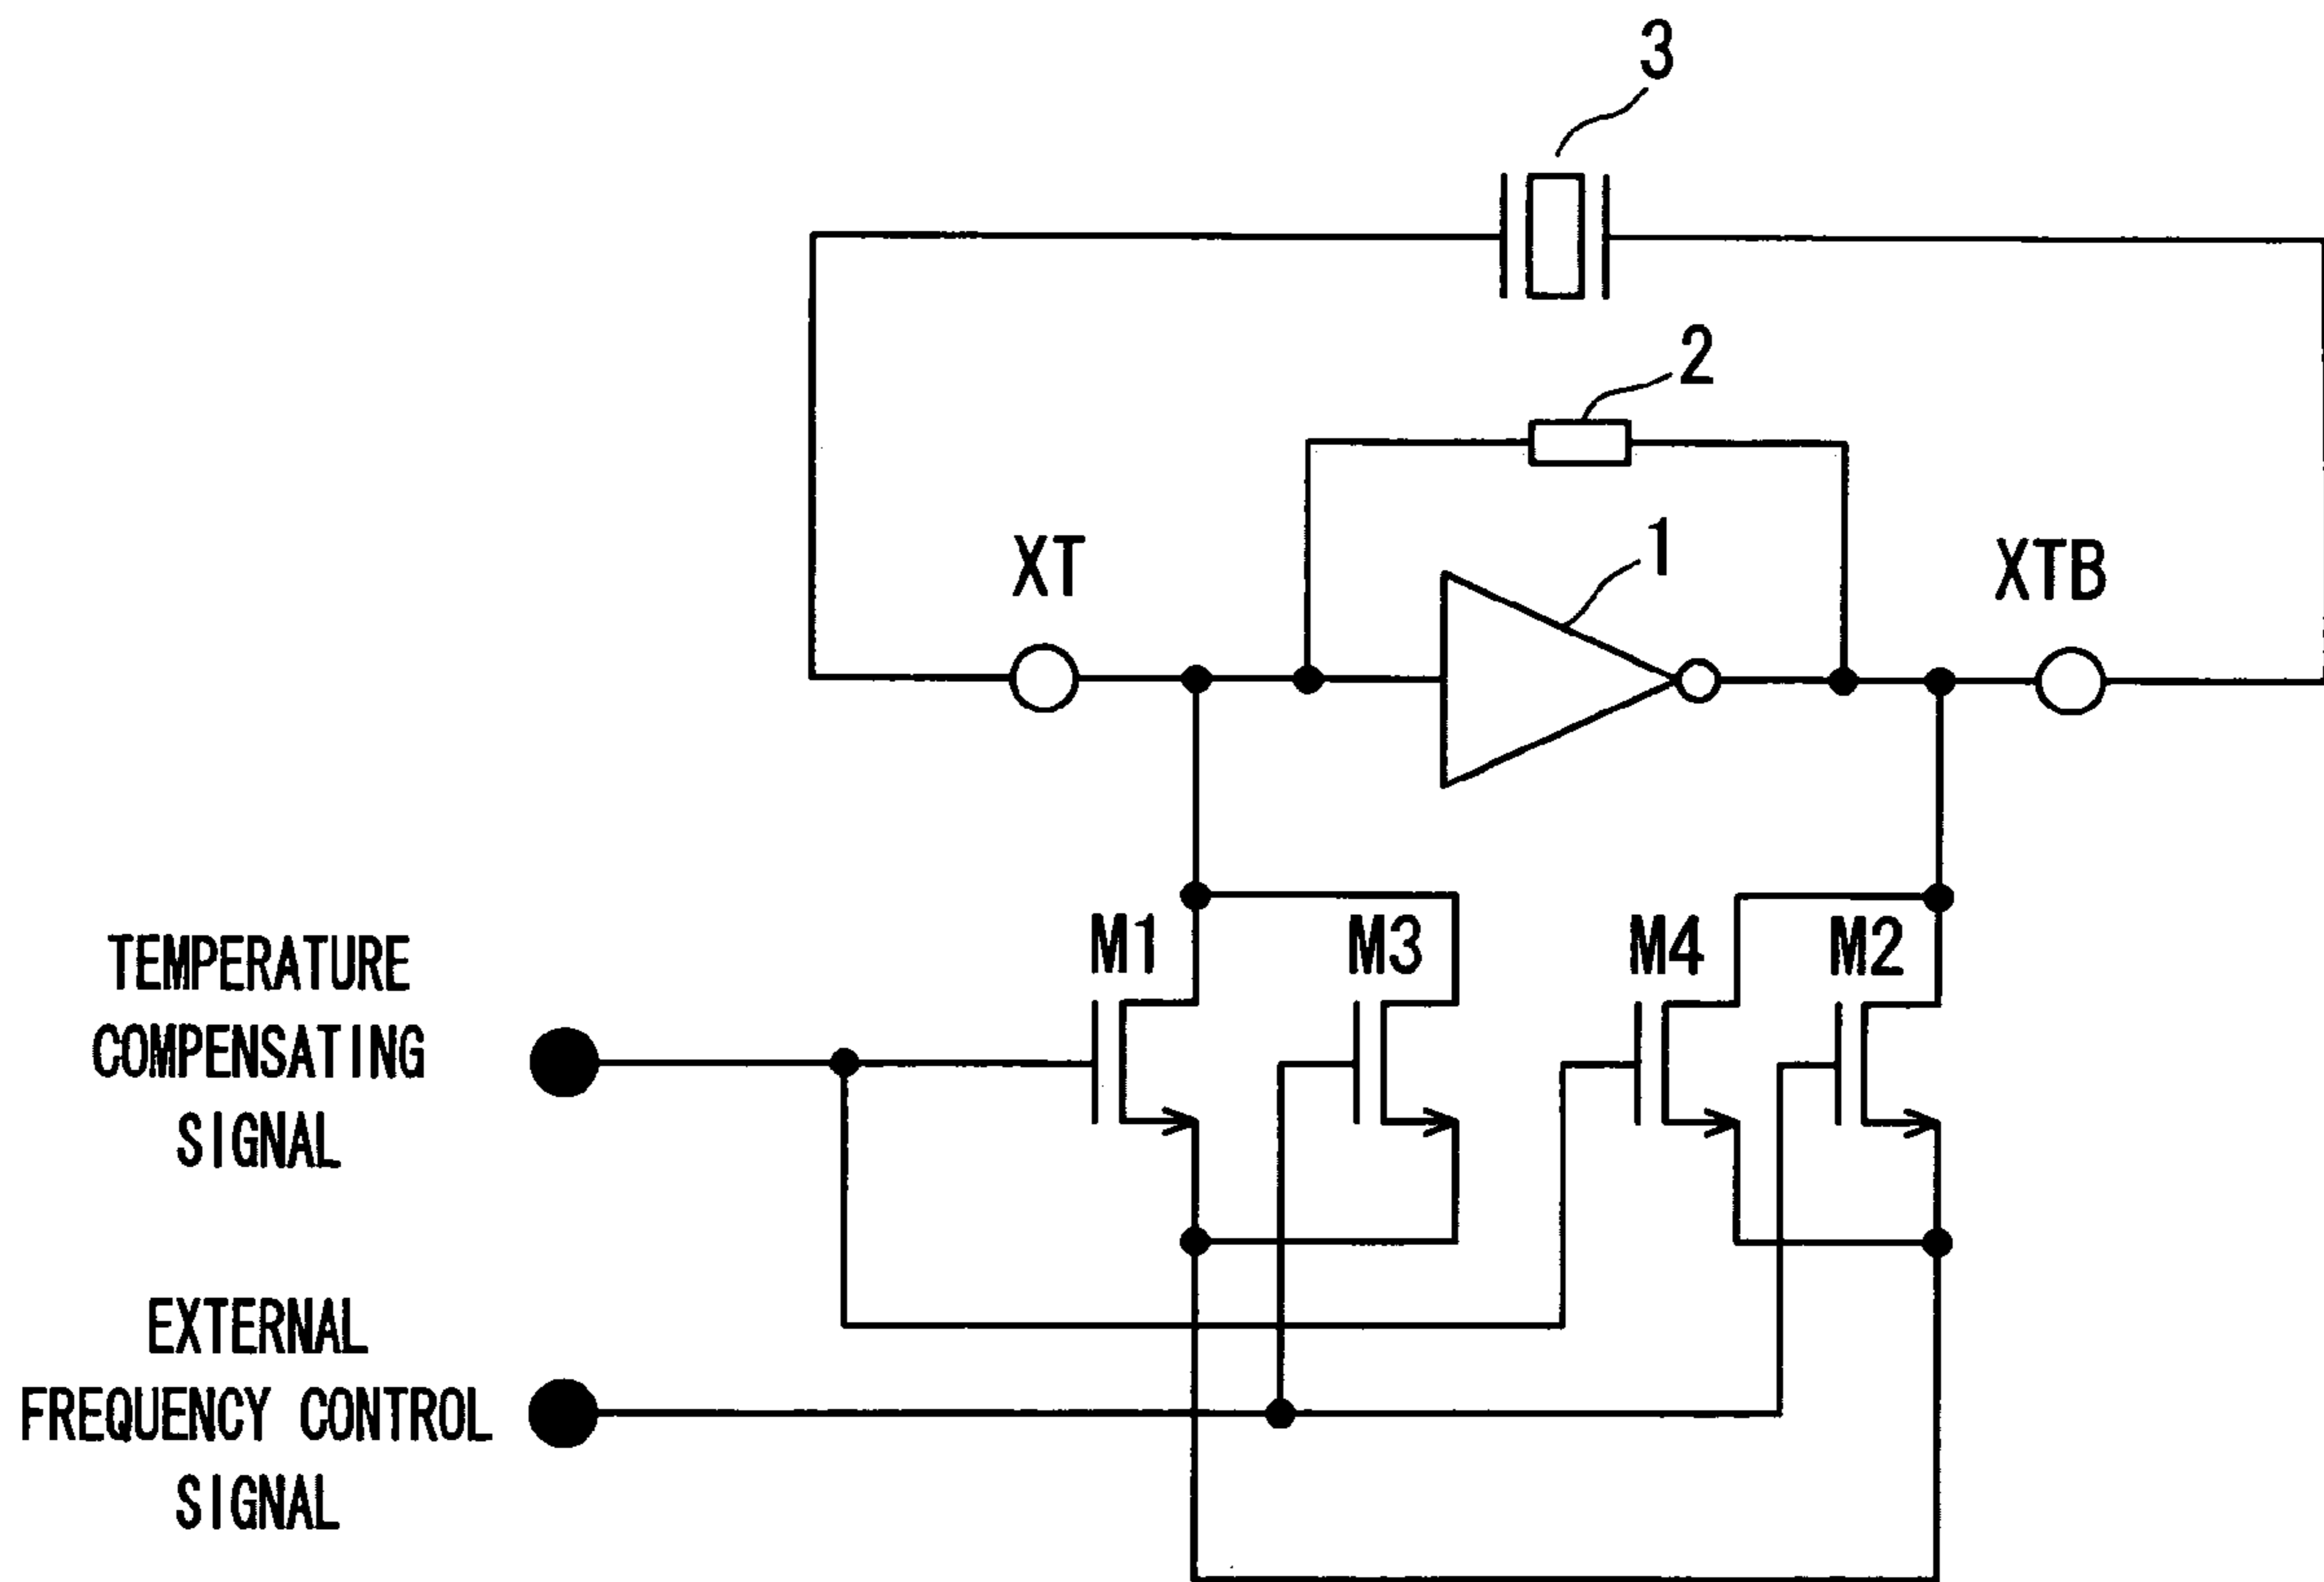 3
2
1
XT
XTB
M1
M3
M4
M2
TEMPERATURE
COMPENSATING
SIGNAL
EXTERNAL
FREQUENCY CONTROL
SIGNAL